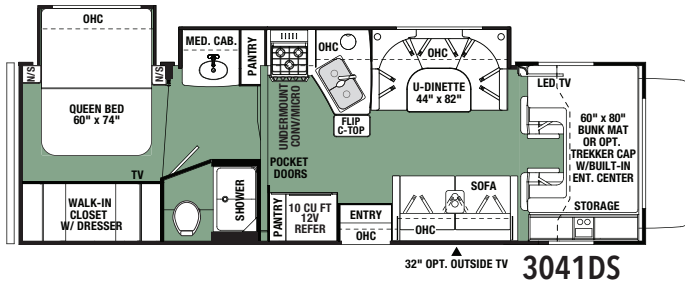 OHC
N/S
N/S
QUEEN BED
60" x 74"
TV
WALK-IN
CLOSET
W/ DRESSER
MED. CAB.
PANTRY
SHOWER
UNDERMOUNT
CONV/MICRO
POCKET
DOORS
PANTRY
10 CU FT
12V
REFER
OHC
FLIP
C-TOP
OHC
U-DINETTE
44" x 82"
ENTRY
OHC
SOFA
OHC
32" OPT. OUTSIDE TV
LED TV
60" x 80"
BUNK MAT
OR OPT.
TREKKER CAP
W/BUILT-IN
ENT. CENTER
STORAGE
3041DS